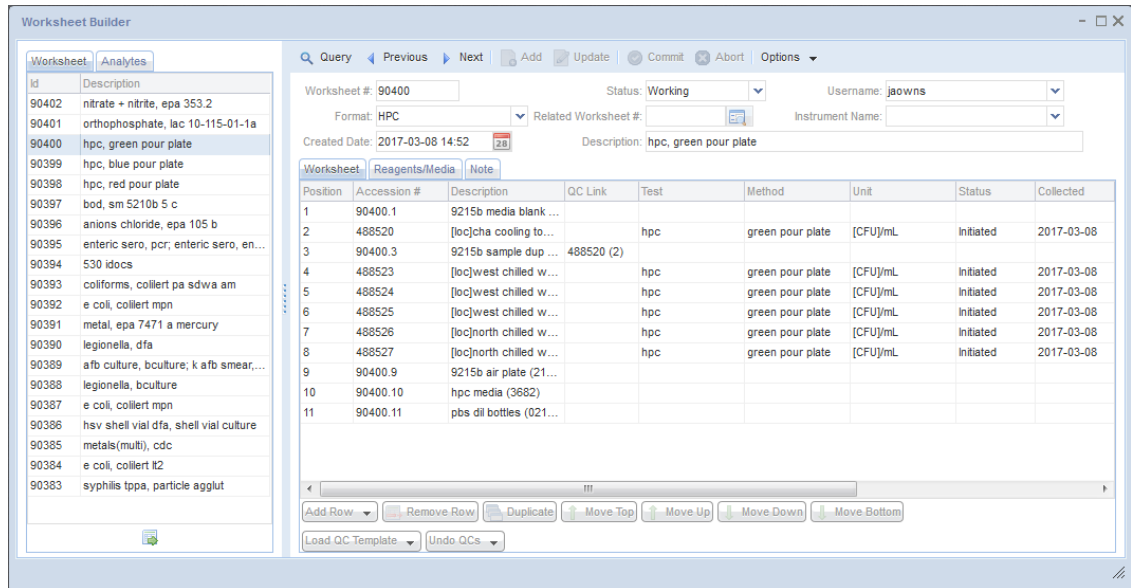 Worksheet Builder
Worksheet Analytes
Id Description
90402 nitrate + nitrite, epa 353.2
90401 orthophosphate, lac 10-115-01-1a
90400 hpc, green pour plate
90399 hpc, blue pour plate
90398 hpc, red pour plate
90397 bod, sm 5210b 5 c
90396 anions chloride, epa 105 b
90395 enteric sero, pcr; enteric sero, en...
90394 530 idocs
90393 coliforms, colilert pa sdwa am
90392 e coli, colilert mpn
90391 metal, epa 7471 a mercury
90390 legionella, dfa
90389 afb culture, bculture; k afb smear,...
90388 legionella, bculture
90387 e coli, colilert mpn
90386 hsv shell vial dfa, shell vial culture
90385 metals(multi), cdc
90384 e coli, colilert lt2
90383 syphilis tppa, particle agglut
Query Previous Next Add Update Commit Abort Options
Worksheet #: 90400 Status: Working Username: jaowns
Format: HPC Related Worksheet #: Instrument Name:
Created Date: 2017-03-08 14:52 28 Description: hpc, green pour plate
Worksheet Reagents/Media Note
Position Accession # Description QC Link Test Method Unit Status Collected
1 90400.1 9215b media blank ...
2 488520 [loc]cha cooling to... hpc green pour plate [CFU]/mL Initiated 2017-03-08
3 90400.3 9215b sample dup ... 488520 (2)
4 488523 [loc]west chilled w... hpc green pour plate [CFU]/mL Initiated 2017-03-08
5 488524 [loc]west chilled w... hpc green pour plate [CFU]/mL Initiated 2017-03-08
6 488525 [loc]west chilled w... hpc green pour plate [CFU]/mL Initiated 2017-03-08
7 488526 [loc]north chilled w... hpc green pour plate [CFU]/mL Initiated 2017-03-08
8 488527 [loc]north chilled w... hpc green pour plate [CFU]/mL Initiated 2017-03-08
9 90400.9 9215b air plate (21...
10 90400.10 hpc media (3682)
11 90400.11 pbs dil bottles (021...
Add Row Remove Row Duplicate Move Top Move Up Move Down Move Bottom
Load QC Template Undo QCs